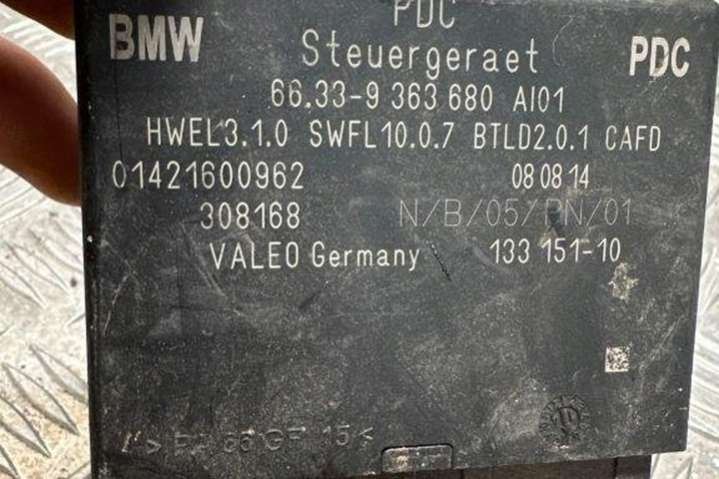 BMW PDC PDC
Steuergeraet
66.33-9 363 680 AI01
HWEL3.1.0 SWFL10.0.7 BTLD2.0.1 CAFD
01421600962 08 08 14
308168 N/B/05/PN/01
VALEO Germany 133 151-10